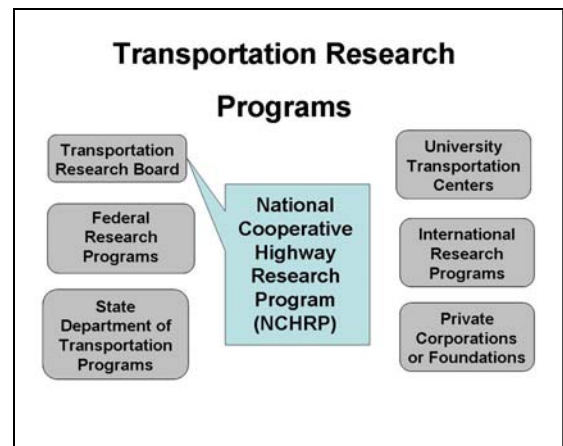 Transportation Research
Programs
Transportation
Research Board
Federal
Research
Programs
State
Department of
Transportation
Programs
National
Cooperative
Highway
Research
Program
(NCHRP)
University
Transportation
Centers
International
Research
Programs
Private
Corporations
or Foundations